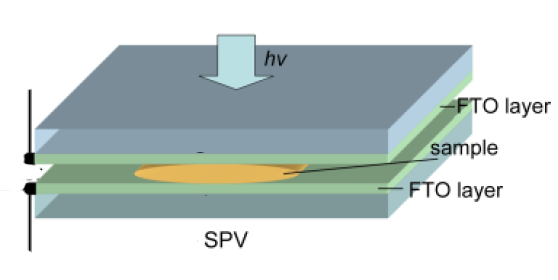 hv
FTO layer
sample
FTO layer
SPV